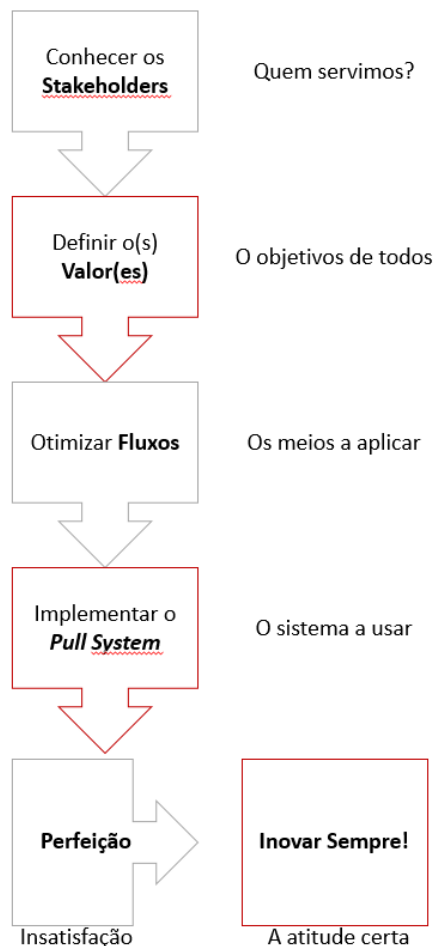 Conhecer os
Stakeholders
Quem servimos?
Definir o(s)
Valor(es)
O objetivos de todos
Otimizar Fluxos
Os meios a aplicar
Implementar o
Pull System
O sistema a usar
Perfeição
Inovar Sempre!
Insatisfação
A atitude certa